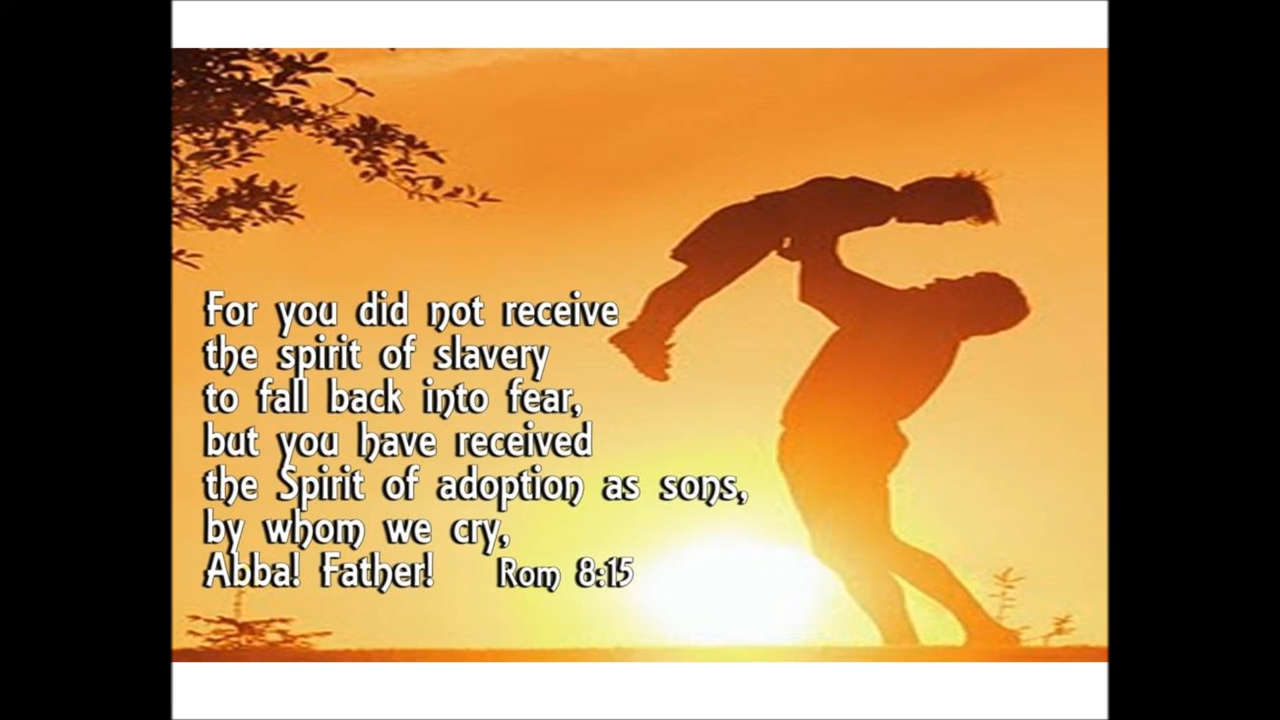 For you did not receive
the spirit of slavery
to fall back into fear,
but you have received
the Spirit of adoption as sons,
by whom we cry,
Abba! Father! Rom 8:15